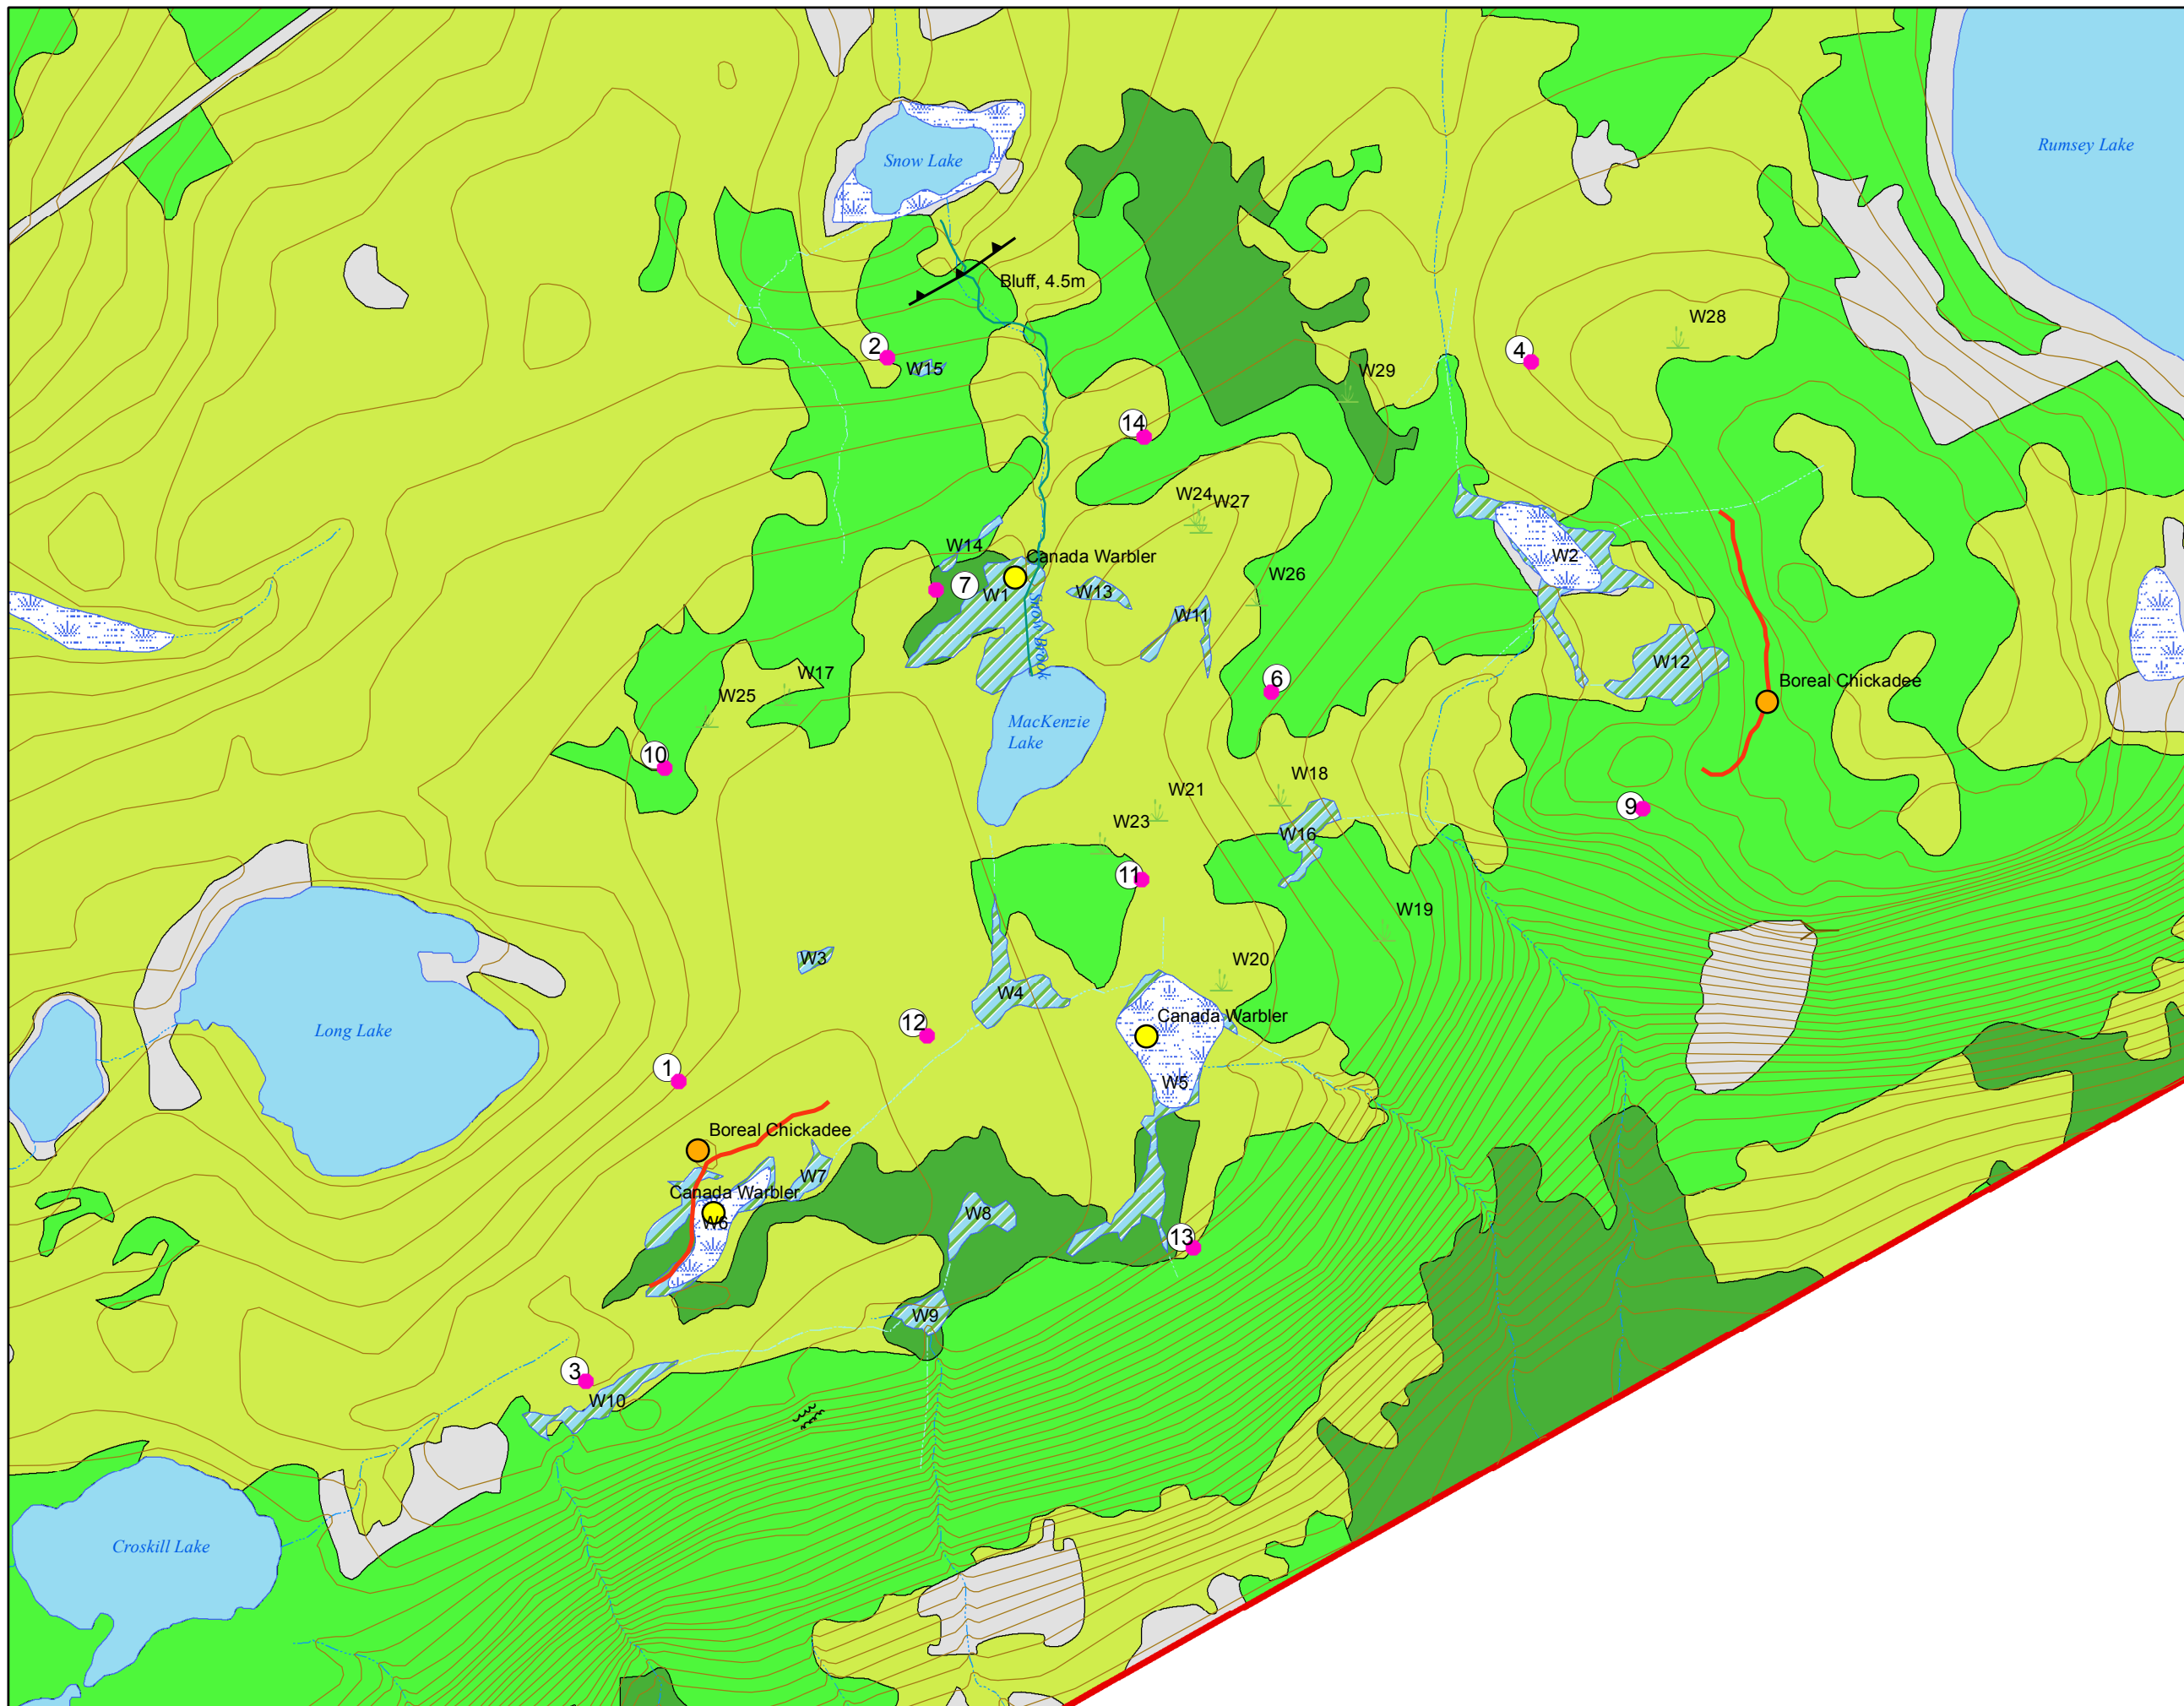 Snow Lake
Rumsey Lake
Bluff, 4.5m
W28
2
4
W15
W29
14
W24
W27
W14
Canada Warbler
W2
W26
7
W1
W13
Snow Brook
W11
W12
W17
6
Boreal Chickadee
W25
MacKenzie
Lake
10
W18
W21
9
W23
W16
11
W19
W3
W20
W4
Canada Warbler
12
Long Lake
1
W5
Boreal Chickadee
W7
Canada Warbler
W6
W8
13
W9
3
W10
Croskill Lake